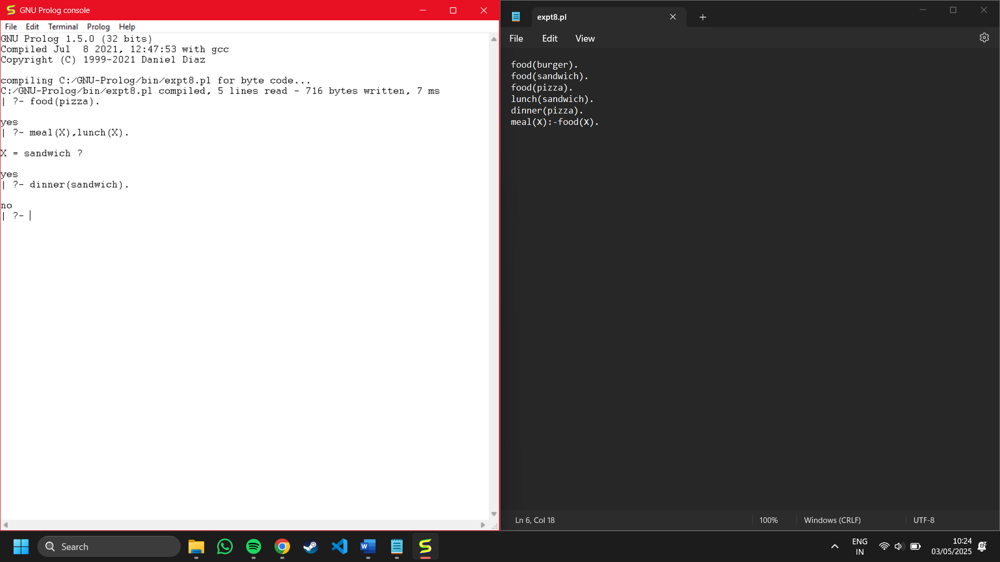 GNU Prolog console
File Edit Terminal Prolog Help
GNU Prolog 1.5.0 (32 bits)
Compiled Jul  8 2021, 12:47:53 with gcc
Copyright (C) 1999-2021 Daniel Diaz
compiling C:/GNU-Prolog/bin/expt8.pl for byte code...
C:/GNU-Prolog/bin/expt8.pl compiled, 5 lines read - 716 bytes written, 7 ms
| ?- food(pizza).
yes
| ?- meal(X),lunch(X).
X = sandwich ?
yes
| ?- dinner(sandwich).
no
| ?-
expt8.pl
File Edit View
food(burger).
food(sandwich).
food(pizza).
lunch(sandwich).
dinner(pizza).
meal(X):-food(X).
Ln 6, Col 18 100% Windows (CRLF) UTF-8
Search
ENG
IN
10:24
03/05/2025